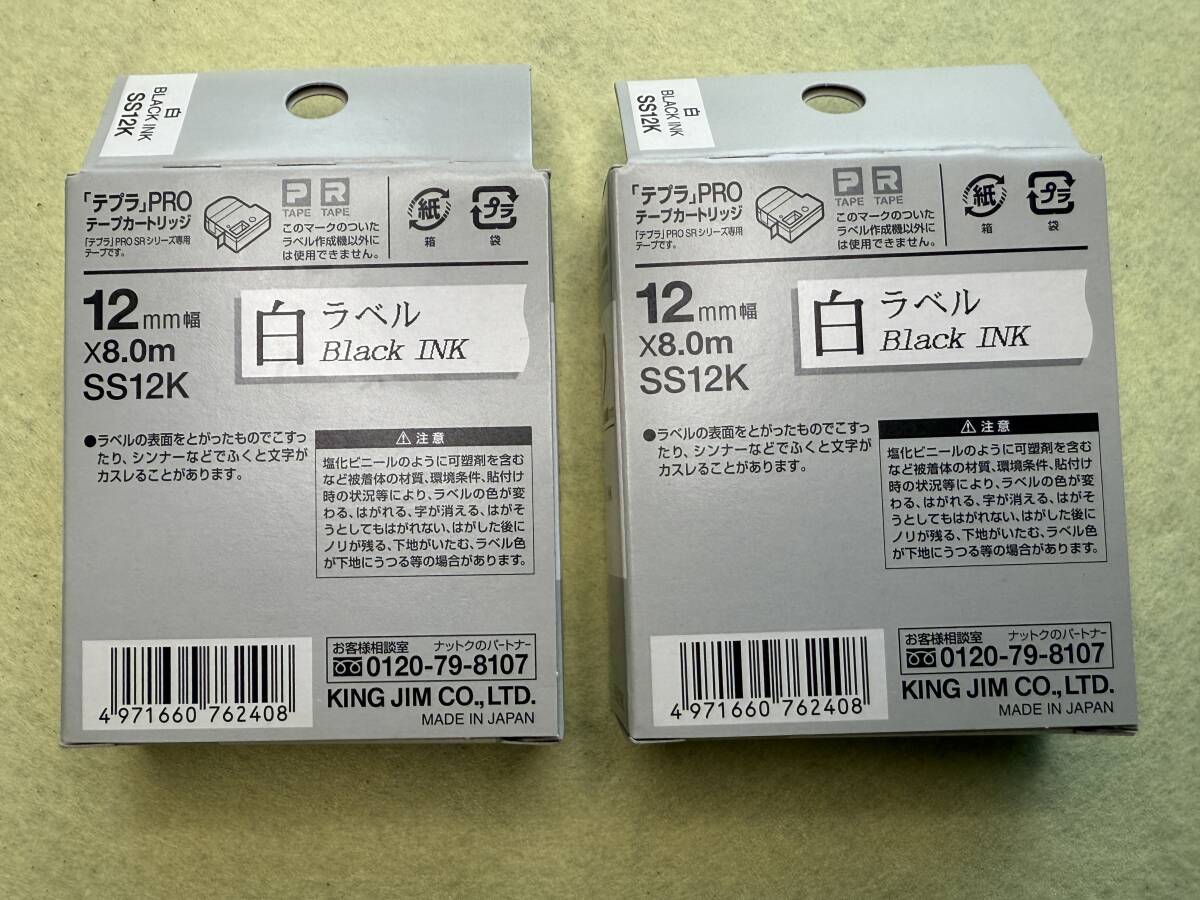 白
BLACK INK
SS12K
「テプラ」PRO
テープカートリッジ
「テプラ」PRO SRシリーズ専用
テープです。
P R
TAPE TAPE
このマークのついた
ラベル作成機以外に
は使用できません。
紙
箱
プラ
袋
12mm幅
X8.0m
SS12K
白 ラベル
Black INK
●ラベルの表面をとがったものでこすっ
たり、シンナーなどでふくと文字が
カスレることがあります。
⚠注意
塩化ビニールのように可塑剤を含む
など被着体の材質、環境条件、貼付け
時の状況等により、ラベルの色が変
わる、はがれる、字が消える、はがそ
うとしてもはがれない、はがした後に
ノリが残る、下地がいたむ、ラベル色
が下地にうつる等の場合があります。
4 971660 762408
お客様相談室 ナットクのパートナー
0120-79-8107
KING JIM CO.,LTD.
MADE IN JAPAN
白
BLACK INK
SS12K
「テプラ」PRO
テープカートリッジ
「テプラ」PRO SRシリーズ専用
テープです。
P R
TAPE TAPE
このマークのついた
ラベル作成機以外に
は使用できません。
紙
箱
プラ
袋
12mm幅
X8.0m
SS12K
白 ラベル
Black INK
●ラベルの表面をとがったものでこすっ
たり、シンナーなどでふくと文字が
カスレることがあります。
⚠注意
塩化ビニールのように可塑剤を含む
など被着体の材質、環境条件、貼付け
時の状況等により、ラベルの色が変
わる、はがれる、字が消える、はがそ
うとしてもはがれない、はがした後に
ノリが残る、下地がいたむ、ラベル色
が下地にうつる等の場合があります。
4 971660 762408
お客様相談室 ナットクのパートナー
0120-79-8107
KING JIM CO.,LTD.
MADE IN JAPAN